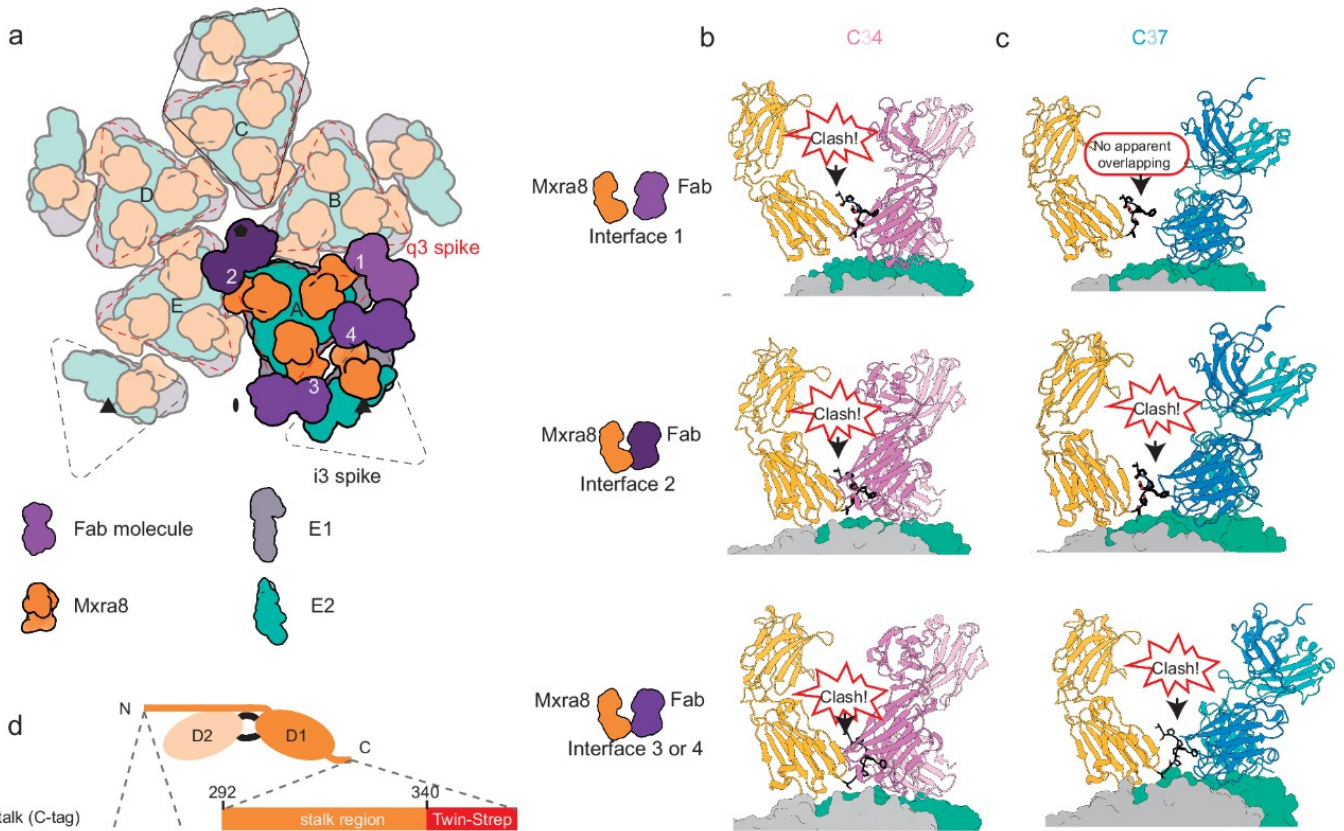 a
C
D
B
q3 spike
2
1
A
E
4
3
i3 spike
Fab molecule
E1
Mxra8
E2
b
C34
c
C37
Mxra8
Fab
Interface 1
Clash!
No apparent
overlapping
Mxra8
Fab
Interface 2
Clash!
Clash!
Mxra8
Fab
Interface 3 or 4
Clash!
Clash!
d
N
D2
D1
C
292
340
talk (C-tag)
stalk region
Twin-Strep